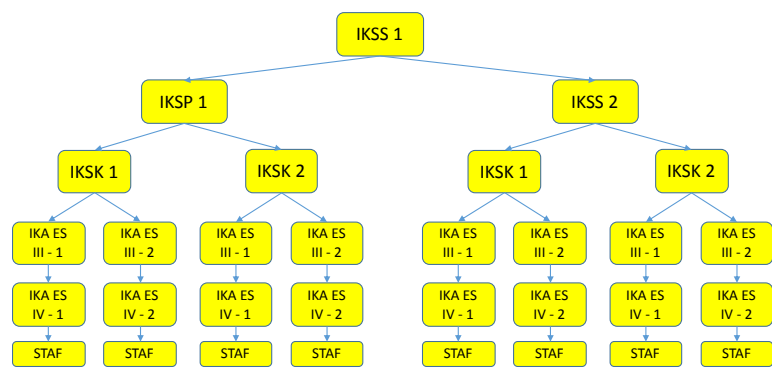 IKSS 1
IKSP 1
IKSS 2
IKSK 1
IKSK 2
IKSK 1
IKSK 2
IKA ES
III - 1
IKA ES
III - 2
IKA ES
III - 1
IKA ES
III - 2
IKA ES
III - 1
IKA ES
III - 2
IKA ES
III - 1
IKA ES
III - 2
IKA ES
IV - 1
IKA ES
IV - 2
IKA ES
IV - 1
IKA ES
IV - 2
IKA ES
IV - 1
IKA ES
IV - 2
IKA ES
IV - 1
IKA ES
IV - 2
STAF
STAF
STAF
STAF
STAF
STAF
STAF
STAF